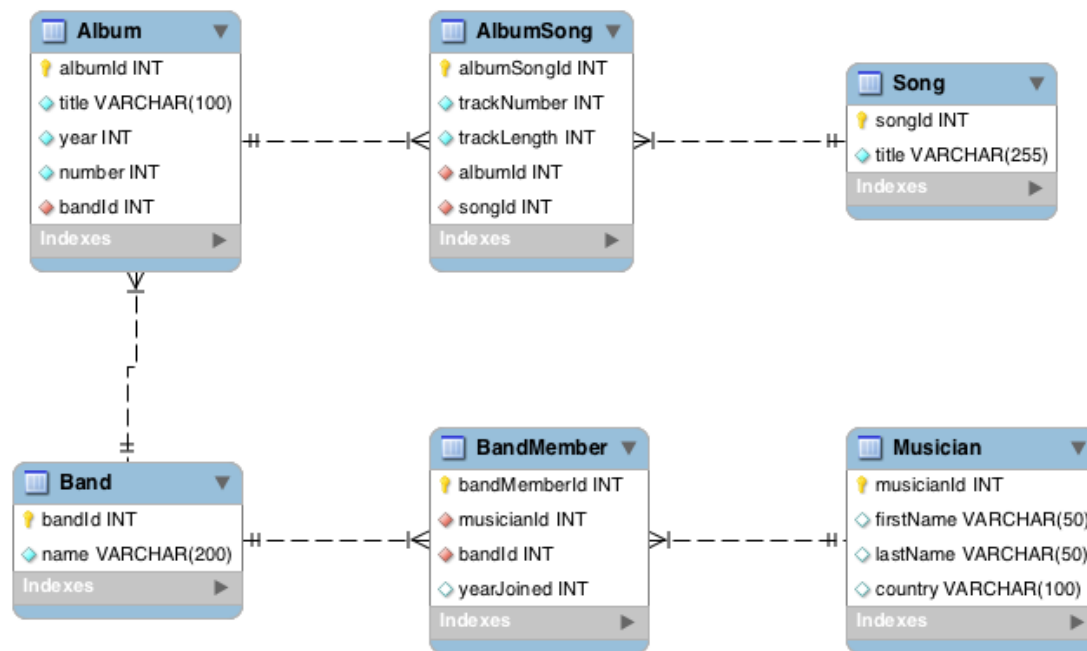 Album
albumId INT
title VARCHAR(100)
year INT
number INT
bandId INT
Indexes
AlbumSong
albumSongId INT
trackNumber INT
trackLength INT
albumId INT
songId INT
Indexes
Song
songId INT
title VARCHAR(255)
Indexes
Band
bandId INT
name VARCHAR(200)
Indexes
BandMember
bandMemberId INT
musicianId INT
bandId INT
yearJoined INT
Indexes
Musician
musicianId INT
firstName VARCHAR(50)
lastName VARCHAR(50)
country VARCHAR(100)
Indexes